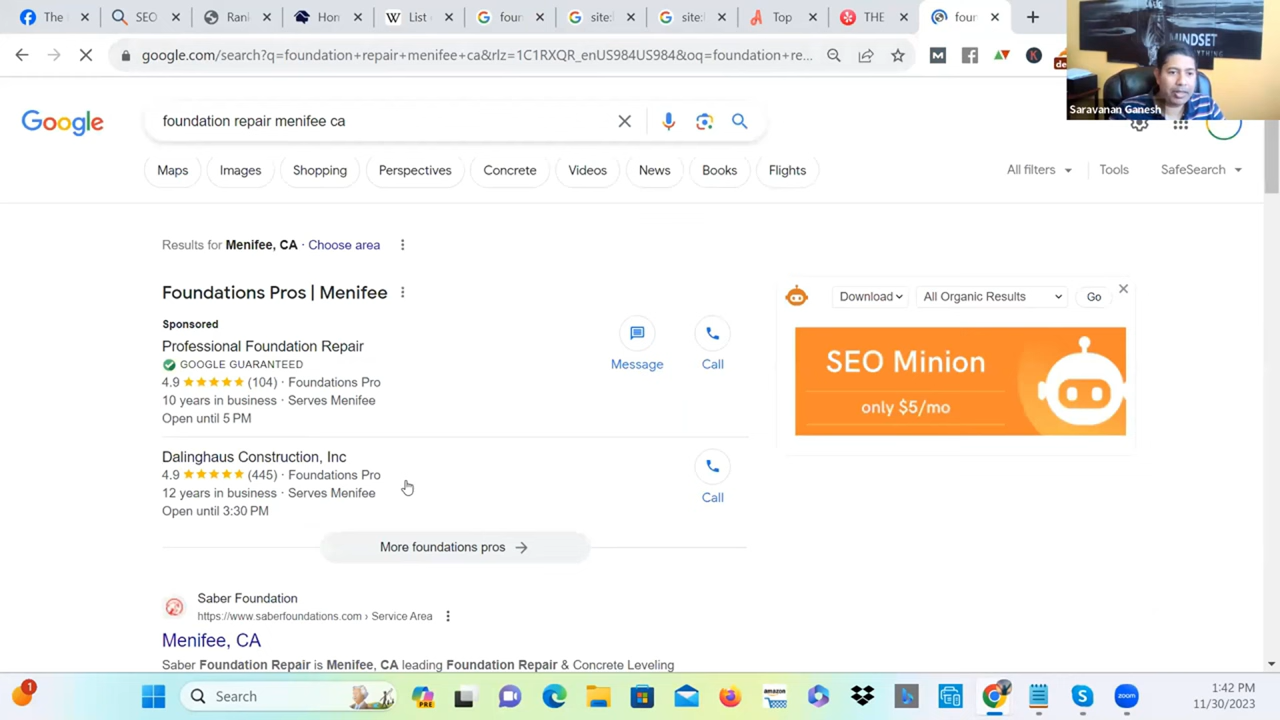 The
SEO
Ranl
Hon
List
site:
site:
Top
THE
four
MINDSET
google.com/search?q=foundation+repair+menifee+ca&rlz=1C1RXQR_enUS984US984&oq=foundation+re...
Saravanan Ganesh
Google
foundation repair menifee ca
Maps
Images
Shopping
Perspectives
Concrete
Videos
News
Books
Flights
All filters
Tools
SafeSearch
Results for Menifee, CA · Choose area
Foundations Pros | Menifee
Sponsored
Professional Foundation Repair
GOOGLE GUARANTEED
4.9 ★★★★★ (104) · Foundations Pro
10 years in business · Serves Menifee
Open until 5 PM
Message
Call
Dalinghaus Construction, Inc
4.9 ★★★★★ (445) · Foundations Pro
12 years in business · Serves Menifee
Open until 3:30 PM
Call
More foundations pros →
Saber Foundation
https://www.saberfoundations.com › Service Area
Menifee, CA
Saber Foundation Repair is Menifee, CA leading Foundation Repair & Concrete Leveling
Download
All Organic Results
Go
SEO Minion
only $5/mo
1
Search
amazon
zoom
1:42 PM
11/30/2023